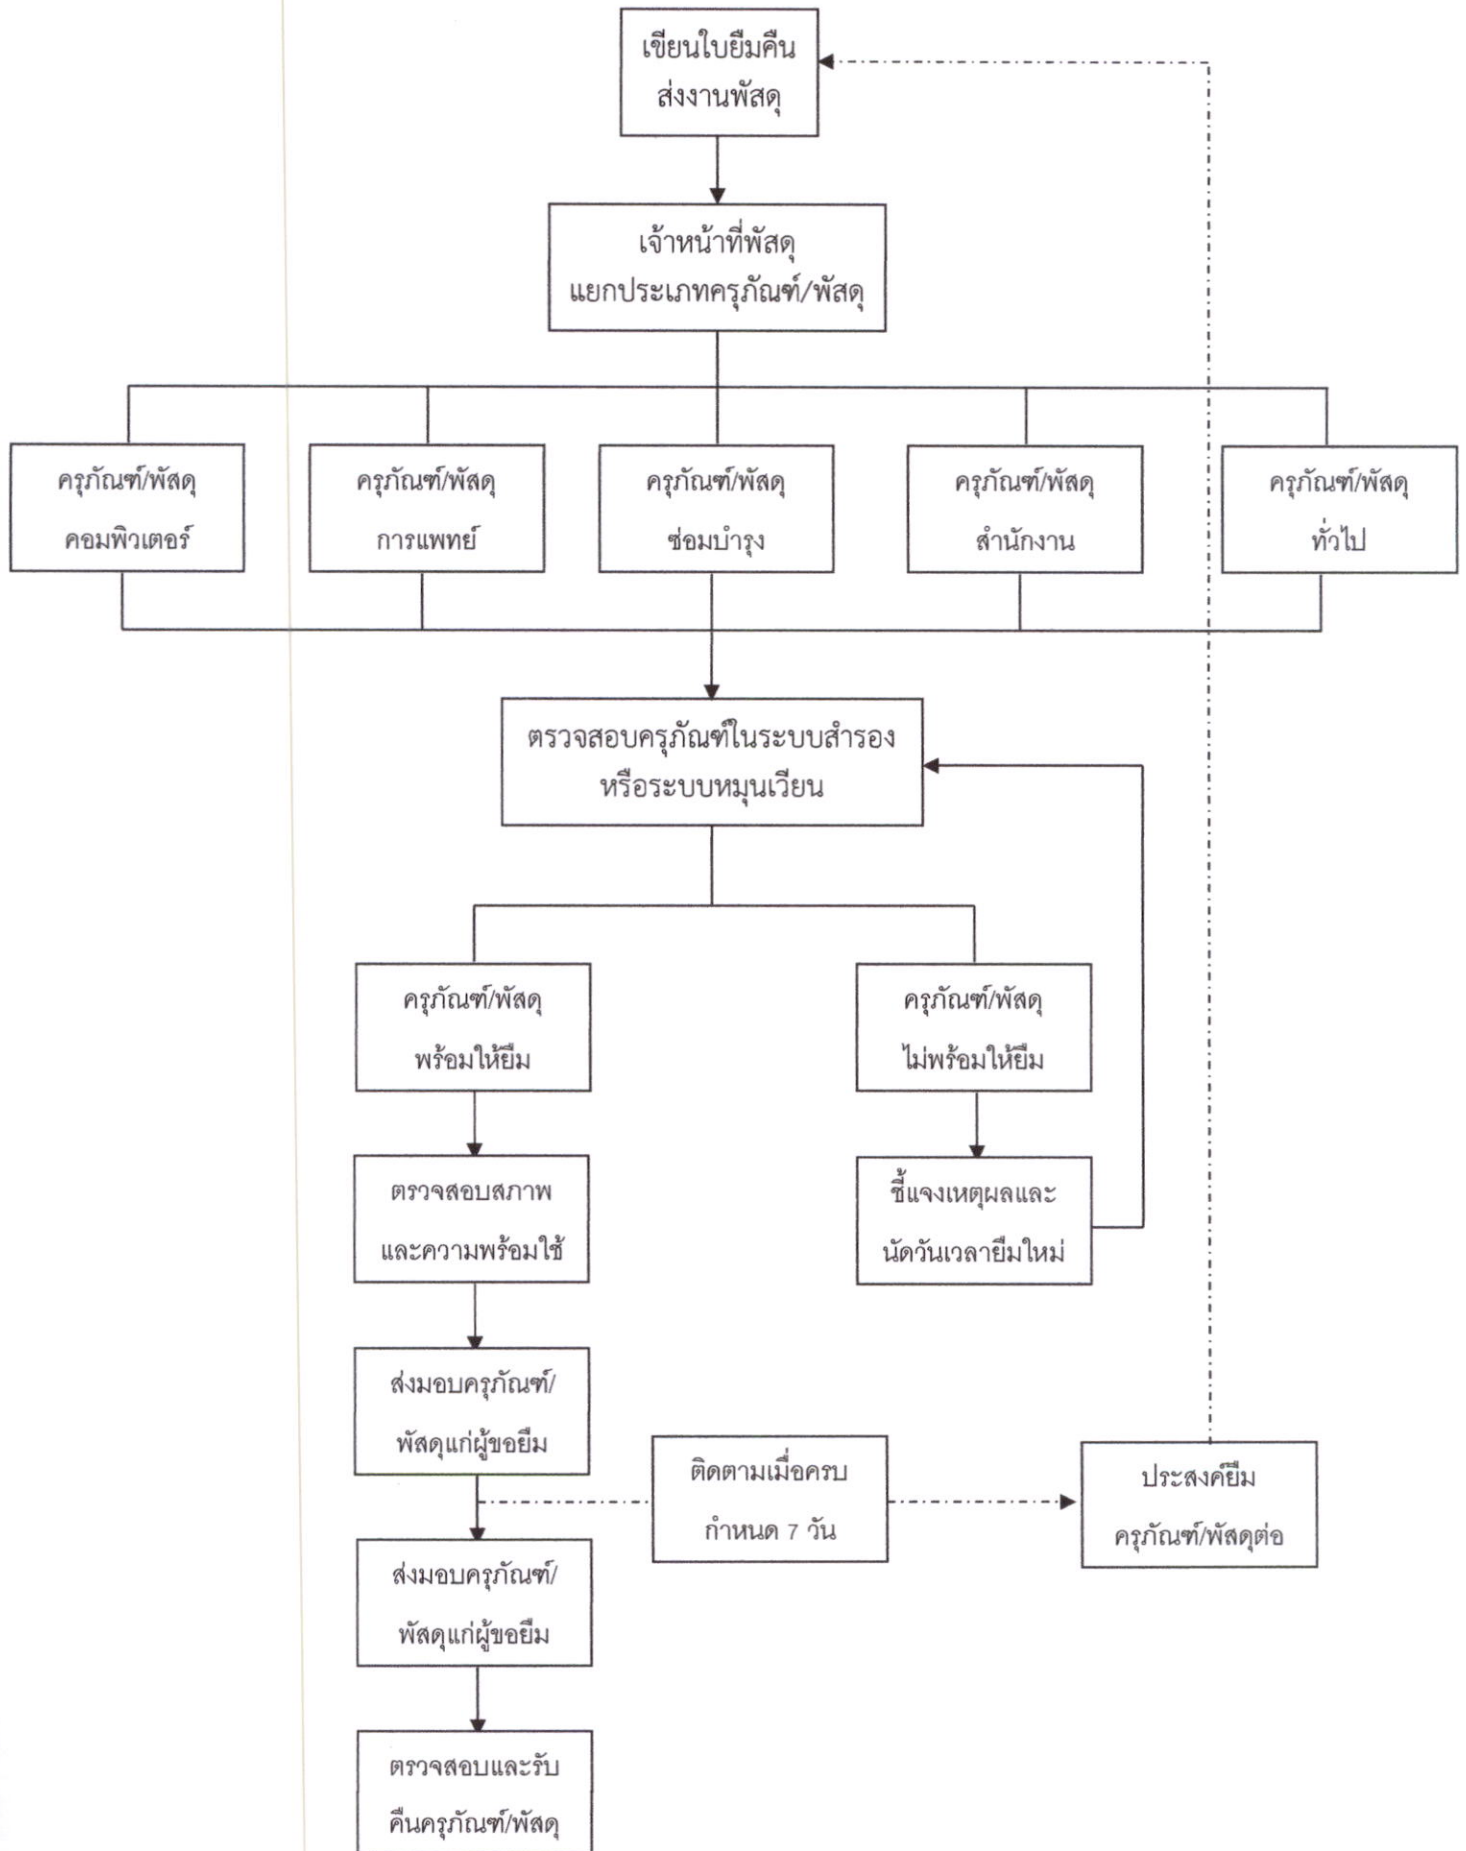 เขียนใบยืมคืน
ส่งงานพัสดุ
เจ้าหน้าที่พัสดุ
แยกประเภทครุภัณฑ์/พัสดุ
ครุภัณฑ์/พัสดุ
คอมพิวเตอร์
ครุภัณฑ์/พัสดุ
การแพทย์
ครุภัณฑ์/พัสดุ
ซ่อมบำรุง
ครุภัณฑ์/พัสดุ
สำนักงาน
ครุภัณฑ์/พัสดุ
ทั่วไป
ตรวจสอบครุภัณฑ์ในระบบสำรอง
หรือระบบหมุนเวียน
ครุภัณฑ์/พัสดุ
พร้อมให้ยืม
ครุภัณฑ์/พัสดุ
ไม่พร้อมให้ยืม
ตรวจสอบสภาพ
และความพร้อมใช้
ชี้แจงเหตุผลและ
นัดวันเวลายืมใหม่
ส่งมอบครุภัณฑ์/
พัสดุแก่ผู้ขอยืม
ติดตามเมื่อครบ
กำหนด 7 วัน
ประสงค์ยืม
ครุภัณฑ์/พัสดุต่อ
ส่งมอบครุภัณฑ์/
พัสดุแก่ผู้ขอยืม
ตรวจสอบและรับ
คืนครุภัณฑ์/พัสดุ